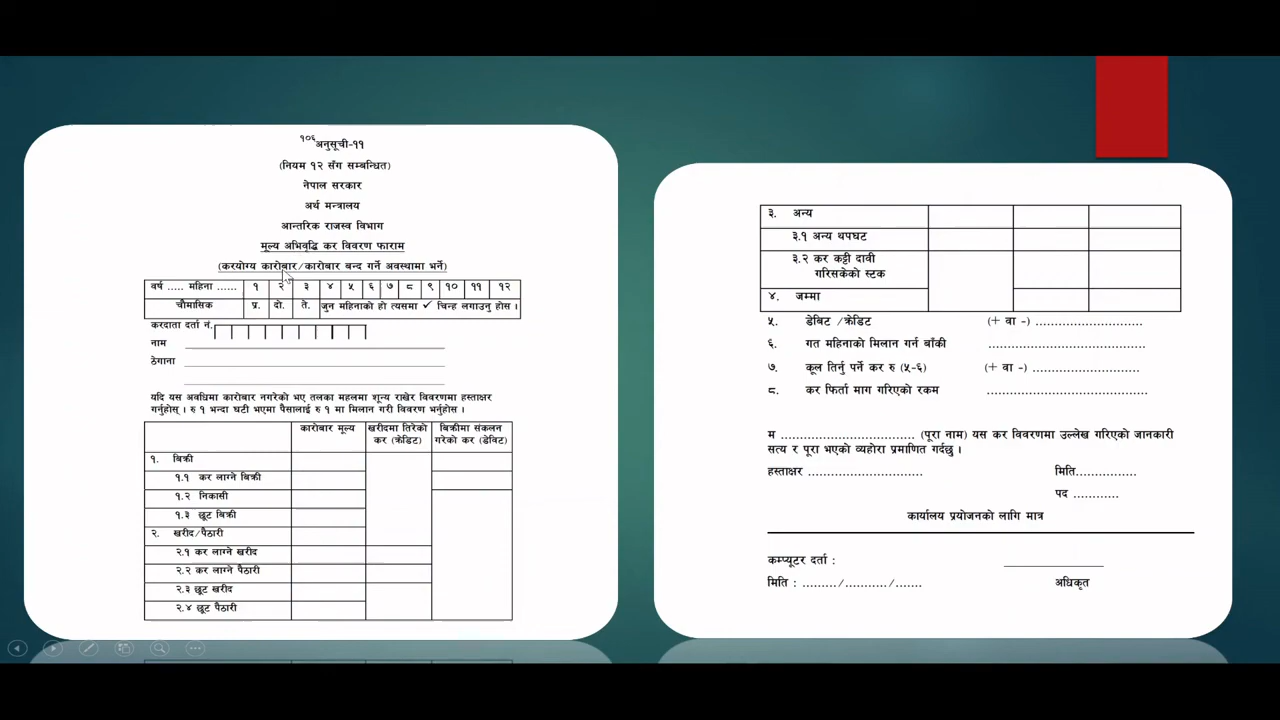 १०६अनुसूची-११
(नियम १२ सँग सम्बन्धित)
नेपाल सरकार
अर्थ मन्त्रालय
आन्तरिक राजस्व विभाग
मूल्य अभिवृद्धि कर विवरण फाराम
(करयोग्य कारोबार/कारोबार बन्द गर्ने अवस्थामा भर्ने)
वर्ष ..... महिना ...... १ २ ३ ४ ५ ६ ७ ८ ९ १० ११ १२
चौमासिक प्र. दो. ते. जुन महिनाको हो त्यसमा ✓ चिन्ह लगाउनु होस ।
करदाता दर्ता नं.
नाम
ठेगाना
यदि यस अवधिमा कारोबार नगरेको भए तलका महलमा शून्य राखेर विवरणमा हस्ताक्षर
गर्नुहोस् । रु १ भन्दा घटी भएमा पैसालाई रु १ मा मिलान गरी विवरण भर्नुहोस ।
कारोबार मूल्य खरीदमा तिरेको कर (क्रेडिट) बिक्रीमा संकलन गरेको कर (डेविट)
१. बिक्री
१.१ कर लाग्ने बिक्री
१.२ निकासी
१.३ छूट बिक्री
२. खरीद/पैठारी
२.१ कर लाग्ने खरीद
२.२ कर लाग्ने पैठारी
२.३ छूट खरीद
२.४ छूट पैठारी
३. अन्य
३.१ अन्य थपघट
३.२ कर कट्टी दावी
गरिसकेको स्टक
४. जम्मा
५. डेबिट /क्रेडिट (+ वा -) ..........................
६. गत महिनाको मिलान गर्न बाँकी ......................................
७. कूल तिर्नु पर्ने कर रु (५-६) (+ वा -) ..........................
८. कर फिर्ता माग गरिएको रकम .......................................
म ................................. (पूरा नाम) यस कर विवरणमा उल्लेख गरिएको जानकारी
सत्य र पूरा भएको व्यहोरा प्रमाणित गर्दछु ।
हस्ताक्षर ............................ मिति...............
पद ............
कार्यालय प्रयोजनको लागि मात्र
कम्प्यूटर दर्ता :
मिति : ........./.........../....... अधिकृत